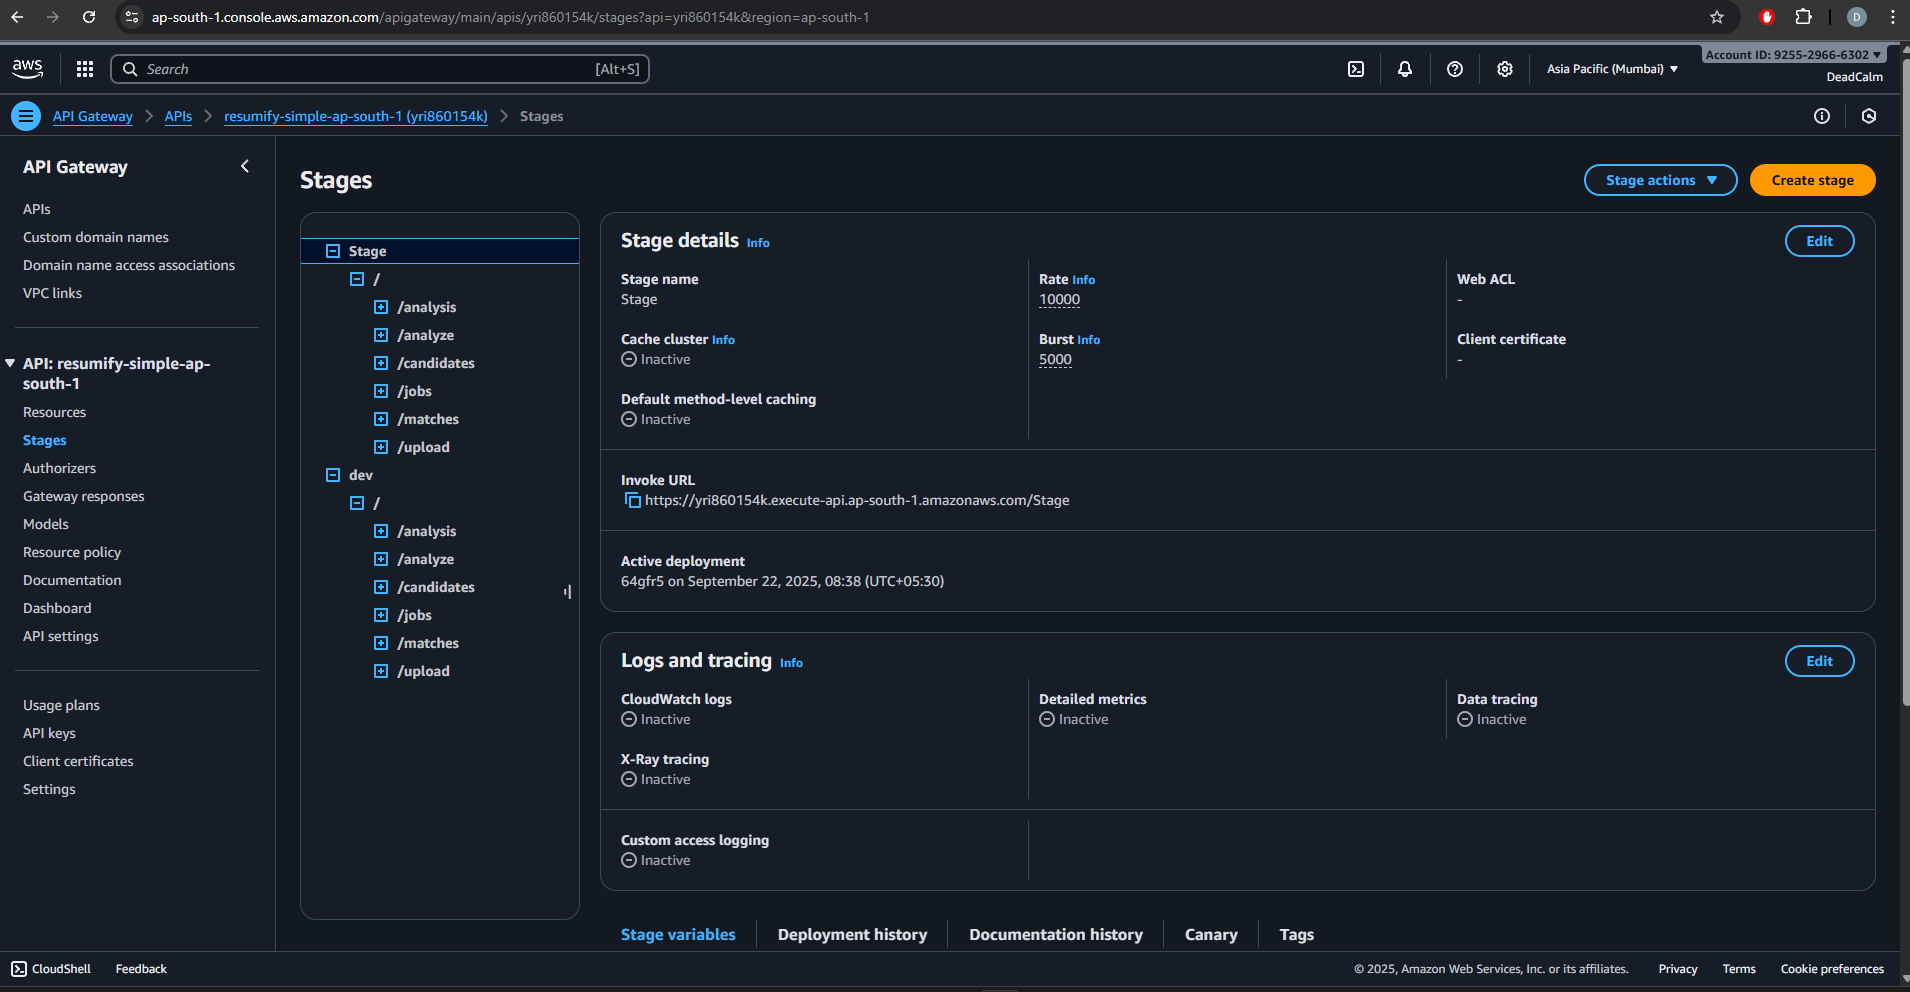 ap-south-1.console.aws.amazon.com/apigateway/main/apis/yri860154k/stages?api=yri860154k&region=ap-south-1
D
aws
Search
[Alt+S]
Asia Pacific (Mumbai)
Account ID: 9255-2966-6302
DeadCalm
API Gateway
APIs
resumify-simple-ap-south-1 (yri860154k)
Stages
API Gateway
APIs
Custom domain names
Domain name access associations
VPC links
API: resumify-simple-ap-
south-1
Resources
Stages
Authorizers
Gateway responses
Models
Resource policy
Documentation
Dashboard
API settings
Usage plans
API keys
Client certificates
Settings
Stages
Stage actions
Create stage
Stage
/
/analysis
/analyze
/candidates
/jobs
/matches
/upload
dev
/
/analysis
/analyze
/candidates
/jobs
/matches
/upload
Stage details Info
Edit
Stage name
Stage
Rate Info
10000
Web ACL
-
Cache cluster Info
Inactive
Burst Info
5000
Client certificate
-
Default method-level caching
Inactive
Invoke URL
https://yri860154k.execute-api.ap-south-1.amazonaws.com/Stage
Active deployment
64gfr5 on September 22, 2025, 08:38 (UTC+05:30)
Logs and tracing Info
Edit
CloudWatch logs
Inactive
Detailed metrics
Inactive
Data tracing
Inactive
X-Ray tracing
Inactive
Custom access logging
Inactive
Stage variables
Deployment history
Documentation history
Canary
Tags
CloudShell
Feedback
© 2025, Amazon Web Services, Inc. or its affiliates.
Privacy
Terms
Cookie preferences